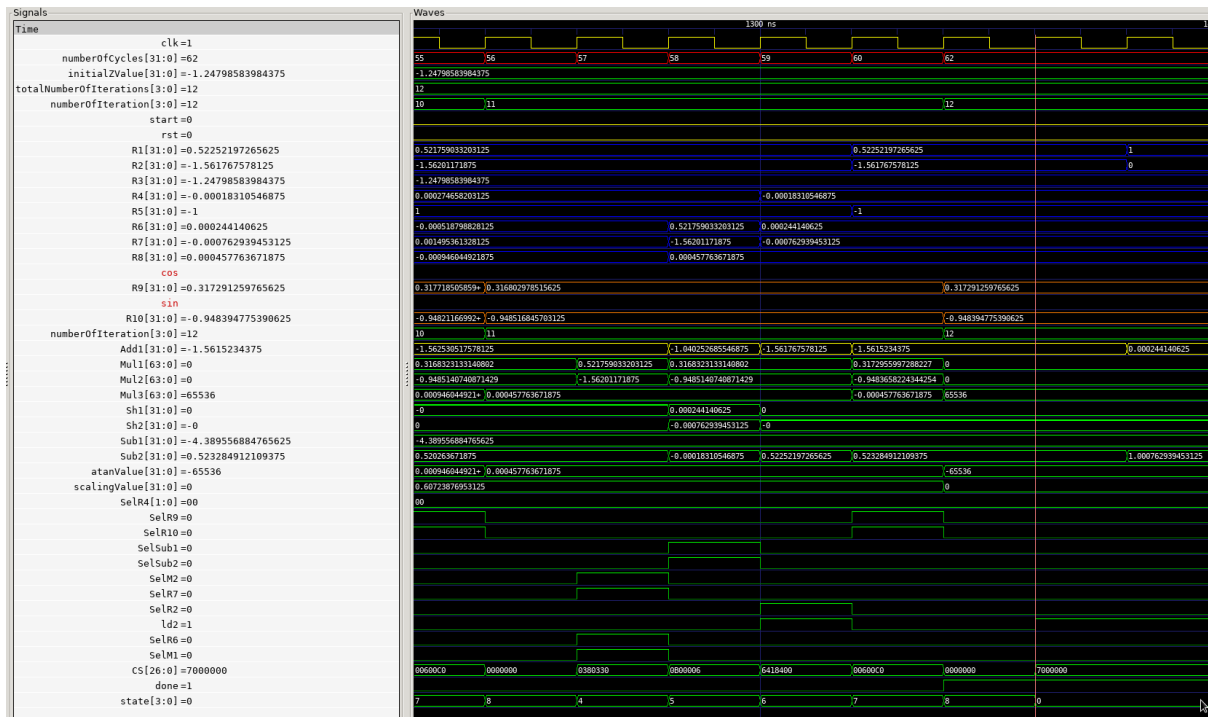 Signals
Waves
Time
1300 ns
1
clk=1
numberOfCycles[31:0]=62
55 56 57 58 59 60 62
initialZValue[31:0]=-1.24798583984375
-1.24798583984375
totalNumberOfIterations[3:0]=12
12
numberOfIteration[3:0]=12
10 11 12
start=0
rst=0
R1[31:0]=0.52252197265625
0.521759033203125 0.52252197265625 1
R2[31:0]=-1.561767578125
-1.56201171875 -1.561767578125 0
R3[31:0]=-1.24798583984375
-1.24798583984375
R4[31:0]=-0.00018310546875
0.000274658203125 -0.00018310546875
R5[31:0]=-1
1 -1
R6[31:0]=0.000244140625
-0.000518798828125 0.521759033203125 0.000244140625
R7[31:0]=-0.000762939453125
0.001495361328125 -1.56201171875 -0.000762939453125
R8[31:0]=0.000457763671875
-0.000946044921875 0.000457763671875
cos
R9[31:0]=0.317291259765625
0.317718505859+ 0.316802978515625 0.317291259765625
sin
R10[31:0]=-0.948394775390625
-0.94821166992+ -0.948516845703125 -0.948394775390625
numberOfIteration[3:0]=12
10 11 12
Add1[31:0]=-1.5615234375
-1.562530517578125 -1.040252685546875 -1.561767578125 -1.5615234375 0.000244140625
Mul1[63:0]=0
0.3168323133140802 0.521759033203125 0.3168323133140802 0.3172955997288227 0
Mul2[63:0]=0
-0.9485140740871429 -1.56201171875 -0.9485140740871429 -0.9483658224344254 0
Mul3[63:0]=65536
0.000946044921+ 0.000457763671875 -0.000457763671875 65536
Sh1[31:0]=0
-0 0.000244140625 0
Sh2[31:0]=-0
0 -0.000762939453125 -0
Sub1[31:0]=-4.389556884765625
-4.389556884765625
Sub2[31:0]=0.523284912109375
0.520263671875 -0.00018310546875 0.52252197265625 0.523284912109375 1.000762939453125
atanValue[31:0]=-65536
0.000946044921+ 0.000457763671875 -65536
scalingValue[31:0]=0
0.60723876953125 0
SelR4[1:0]=00
00
SelR9=0
SelR10=0
SelSub1=0
SelSub2=0
SelM2=0
SelR7=0
SelR2=0
ld2=1
SelR6=0
SelM1=0
CS[26:0]=7000000
00600C0 0000000 0380330 0B00006 6418400 00600C0 0000000 7000000
done=1
state[3:0]=0
7 8 4 5 6 7 8 0